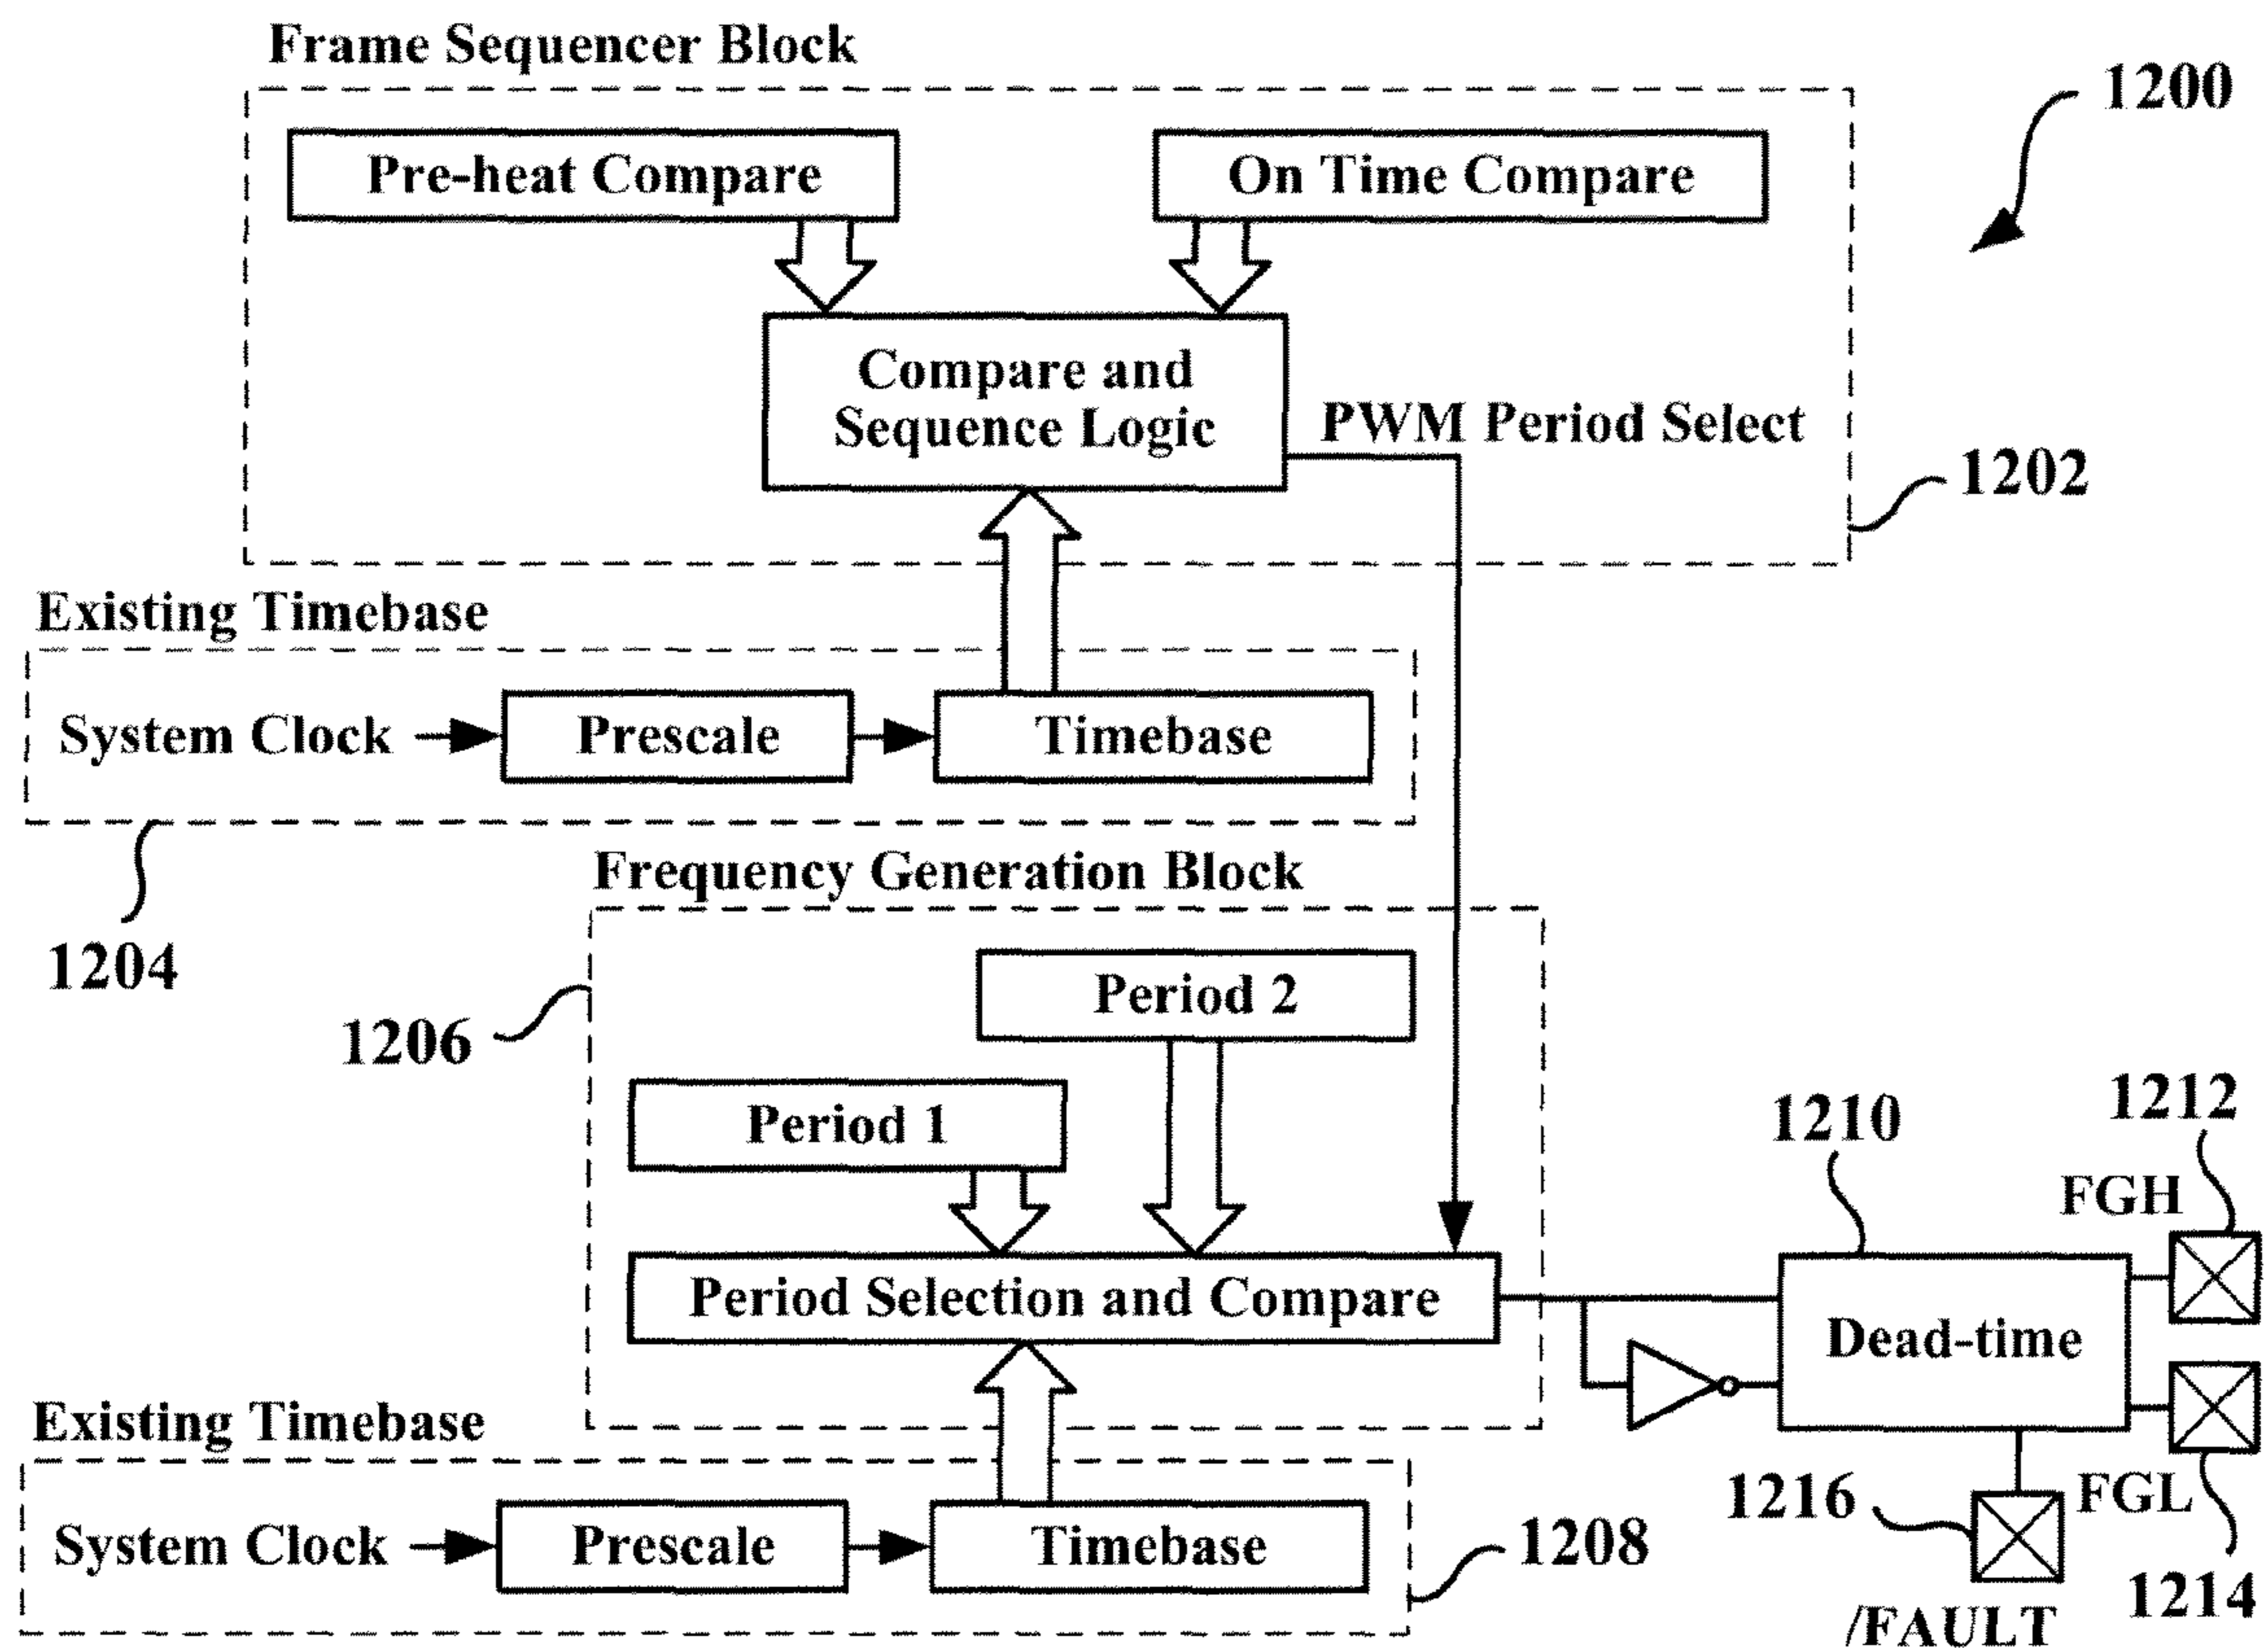 Frame Sequencer Block
1200
Pre-heat Compare
On Time Compare
Compare and
Sequence Logic
PWM Period Select
1202
Existing Timebase
System Clock
Prescale
Timebase
1204
Frequency Generation Block
1206
Period 2
Period 1
Period Selection and Compare
1210
1212
FGH
Dead-time
Existing Timebase
System Clock
Prescale
Timebase
1208
1216
FGL
1214
/FAULT